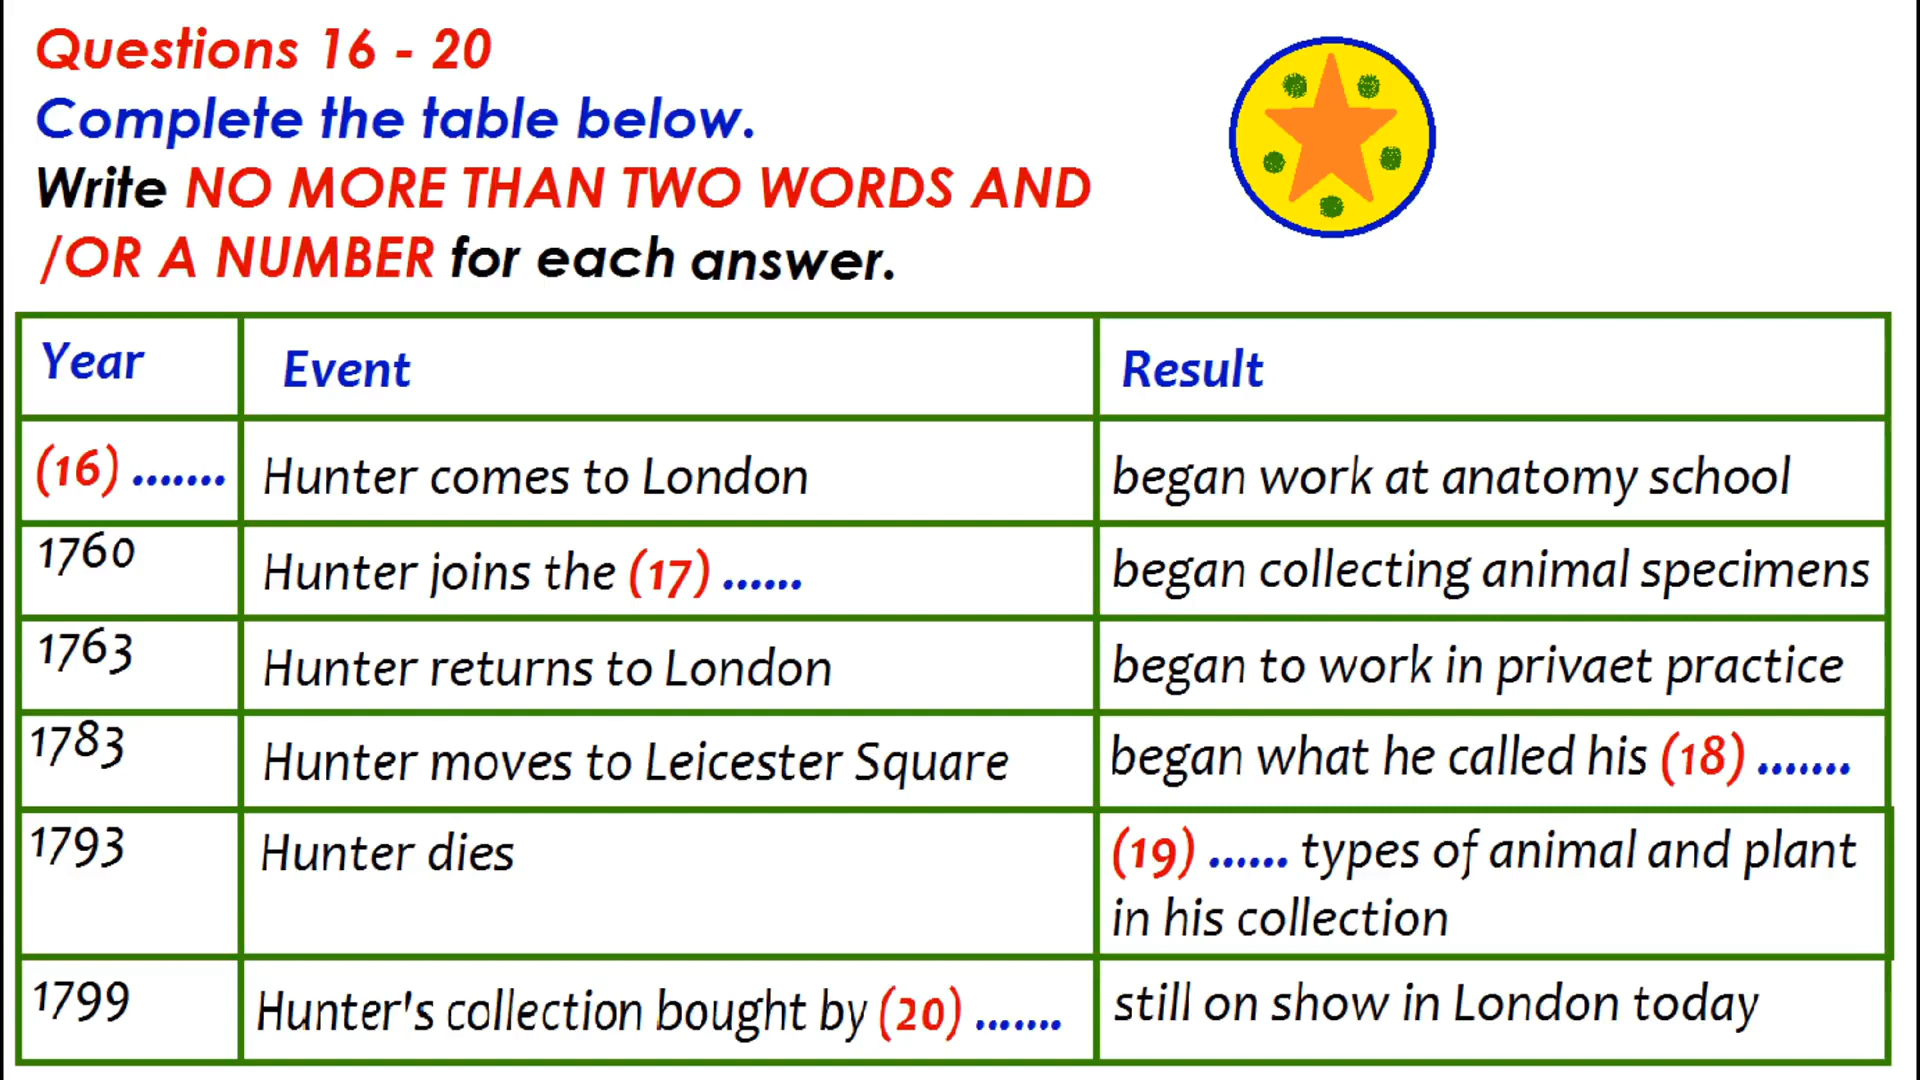 Questions 16 - 20
Complete the table below.
Write NO MORE THAN TWO WORDS AND
/OR A NUMBER for each answer.
Year Event Result
(16) ....... Hunter comes to London began work at anatomy school
1760 Hunter joins the (17) ...... began collecting animal specimens
1763 Hunter returns to London began to work in privaet practice
1783 Hunter moves to Leicester Square began what he called his (18) .......
1793 Hunter dies (19) ...... types of animal and plant
in his collection
1799 Hunter's collection bought by (20) ....... still on show in London today